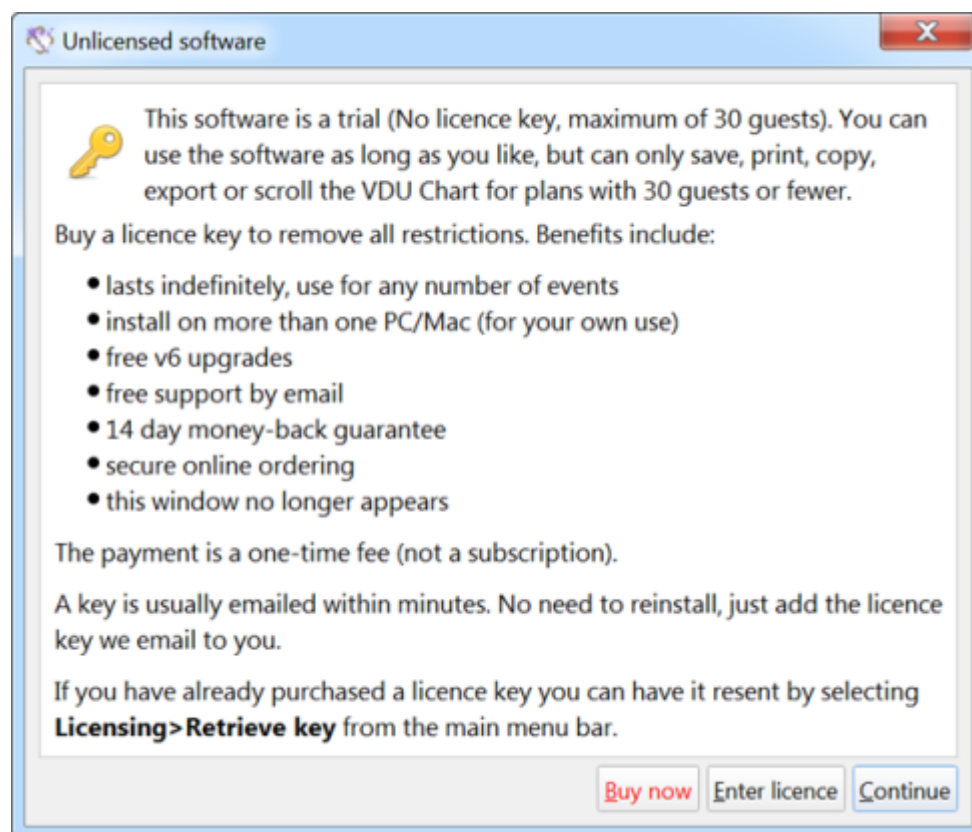 Unlicensed software
This software is a trial (No licence key, maximum of 30 guests). You can
use the software as long as you like, but can only save, print, copy,
export or scroll the VDU Chart for plans with 30 guests or fewer.
Buy a licence key to remove all restrictions. Benefits include:
• lasts indefinitely, use for any number of events
• install on more than one PC/Mac (for your own use)
• free v6 upgrades
• free support by email
• 14 day money-back guarantee
• secure online ordering
• this window no longer appears
The payment is a one-time fee (not a subscription).
A key is usually emailed within minutes. No need to reinstall, just add the licence
key we email to you.
If you have already purchased a licence key you can have it resent by selecting
Licensing>Retrieve key from the main menu bar.
Buy now Enter licence Continue